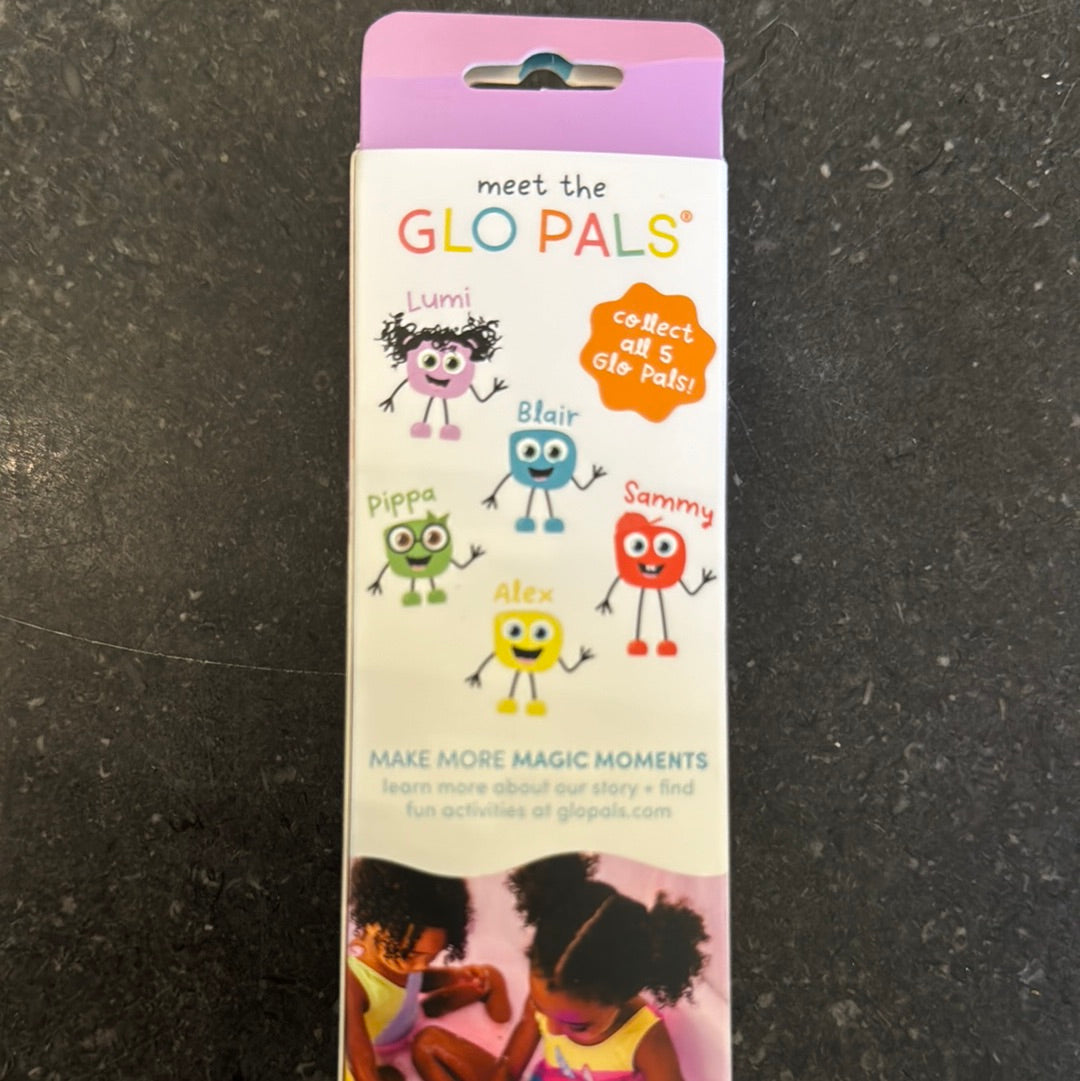 meet the
GLO PALS®
Lumi
collect
all 5
Glo Pals!
Blair
Pippa
Sammy
Alex
MAKE MORE MAGIC MOMENTS
learn more about our story + find
fun activities at glopals.com